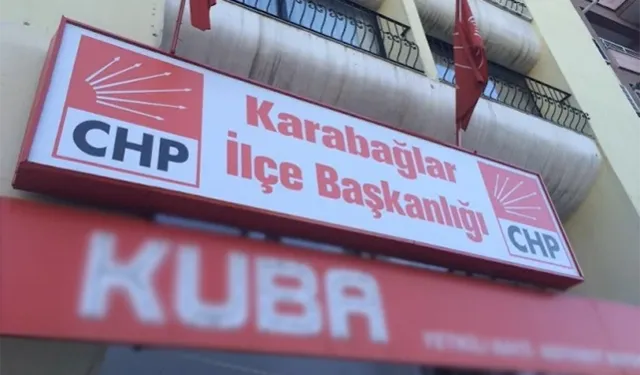 CHP
Karabağlar
İlçe Başkanlığı
CHP
KUBA